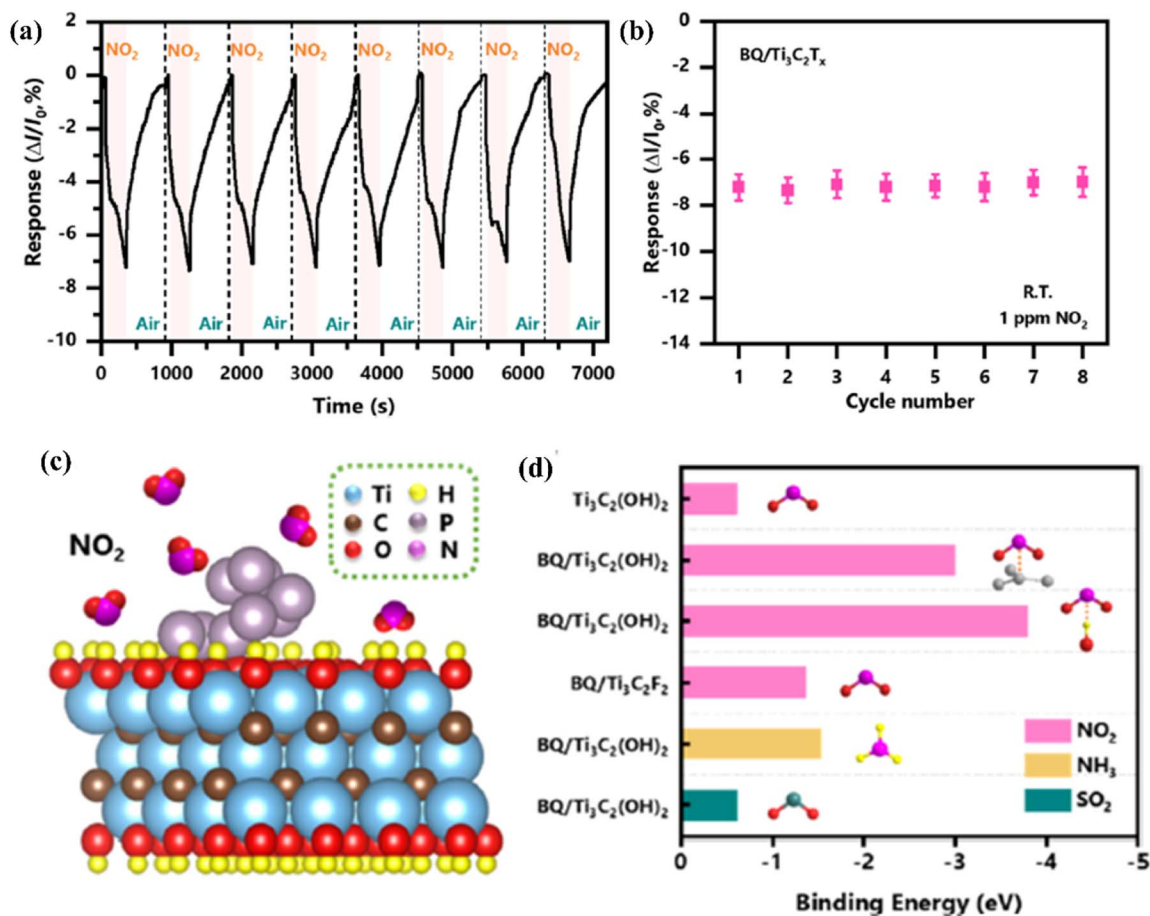 (a)
NO₂ NO₂ NO₂ NO₂ NO₂ NO₂ NO₂ NO₂
Air Air Air Air Air Air Air Air
2
0
-2
-4
-6
-8
-10
Response (ΔI/I₀,%)
0 1000 2000 3000 4000 5000 6000 7000
Time (s)
(b)
BQ/Ti₃C₂Tₓ
R.T.
1 ppm NO₂
0
-2
-4
-6
-8
-10
-12
-14
Response (ΔI/I₀,%)
1 2 3 4 5 6 7 8
Cycle number
(c)
NO₂
Ti H
C P
O N
(d)
Ti₃C₂(OH)₂
BQ/Ti₃C₂(OH)₂
BQ/Ti₃C₂(OH)₂
BQ/Ti₃C₂F₂
BQ/Ti₃C₂(OH)₂
BQ/Ti₃C₂(OH)₂
NO₂
NH₃
SO₂
0 -1 -2 -3 -4 -5
Binding Energy (eV)